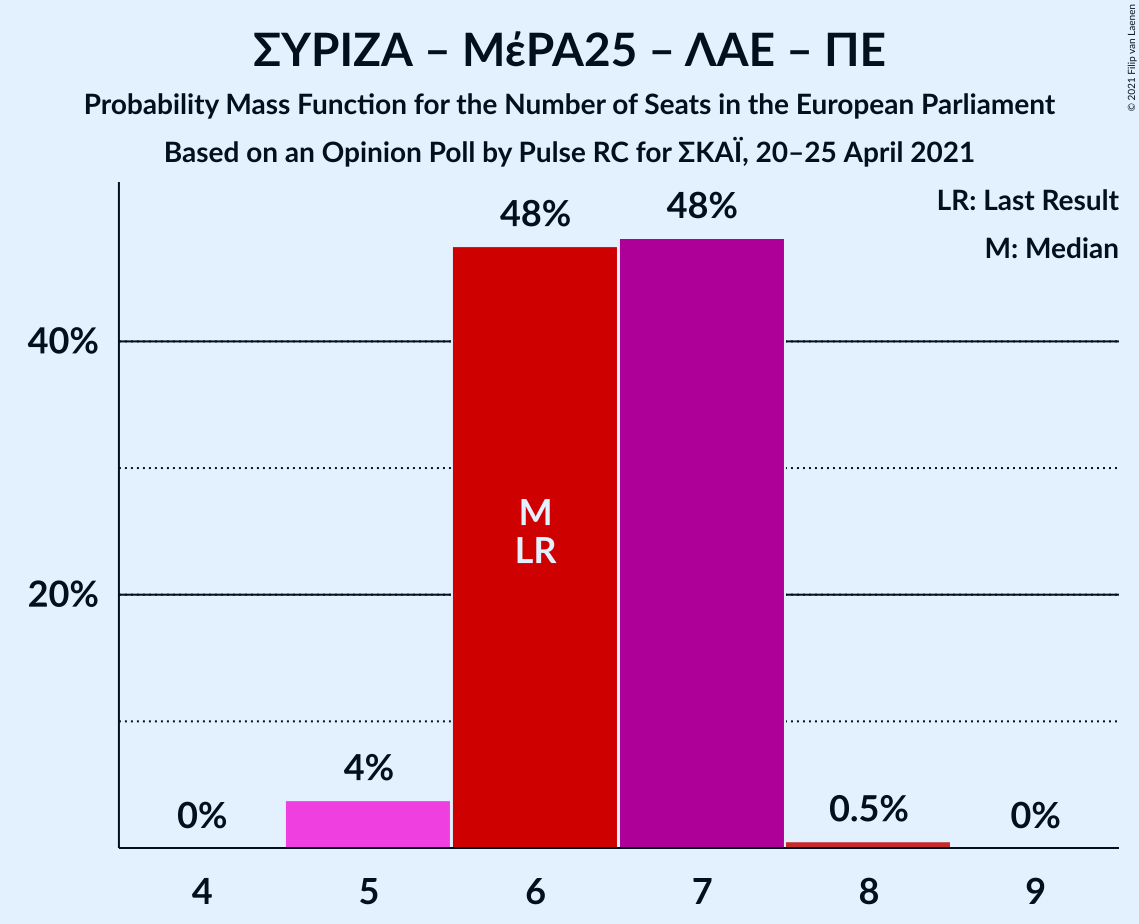 ΣΥΡΙΖΑ – ΜέΡΑ25 – ΛΑΕ – ΠΕ
Probability Mass Function for the Number of Seats in the European Parliament
Based on an Opinion Poll by Pulse RC for ΣΚΑΪ, 20–25 April 2021
© 2021 Filip van Laenen
LR: Last Result
M: Median
48%
48%
40%
M
LR
20%
4%
0%
0.5%
0%
4 5 6 7 8 9